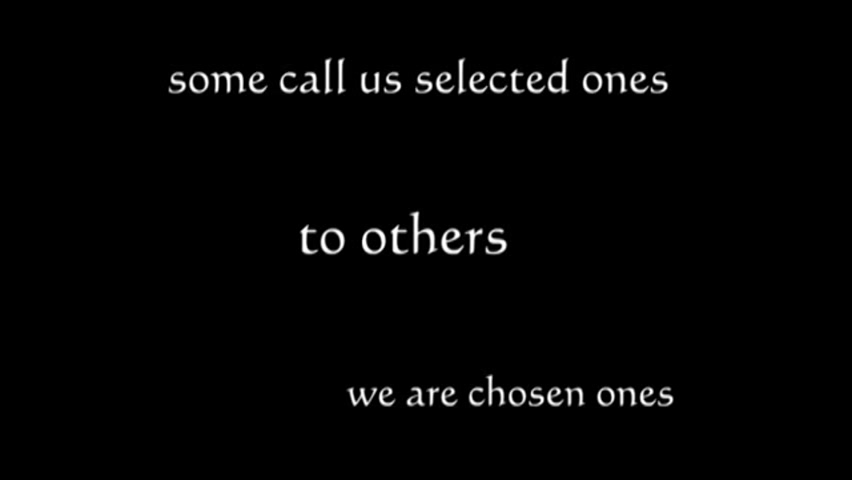 some call us selected ones
to others
we are chosen ones